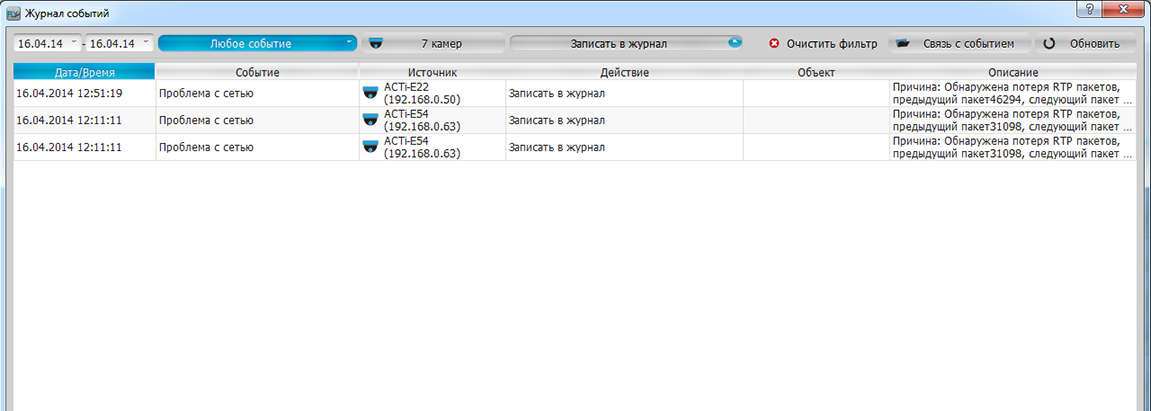 Журнал событий
16.04.14 - 16.04.14 Любое событие 7 камер Записать в журнал Очистить фильтр Связь с событием Обновить
Дата/Время Событие Источник Действие Объект Описание
16.04.2014 12:51:19 Проблема с сетью ACTi-E22 Записать в журнал Причина: Обнаружена потеря RTP пакетов,
(192.168.0.50) предыдущий пакет46294, следующий пакет ...
16.04.2014 12:11:11 Проблема с сетью ACTi-E54 Записать в журнал Причина: Обнаружена потеря RTP пакетов,
(192.168.0.63) предыдущий пакет31098, следующий пакет ...
16.04.2014 12:11:11 Проблема с сетью ACTi-E54 Записать в журнал Причина: Обнаружена потеря RTP пакетов,
(192.168.0.63) предыдущий пакет31098, следующий пакет ...